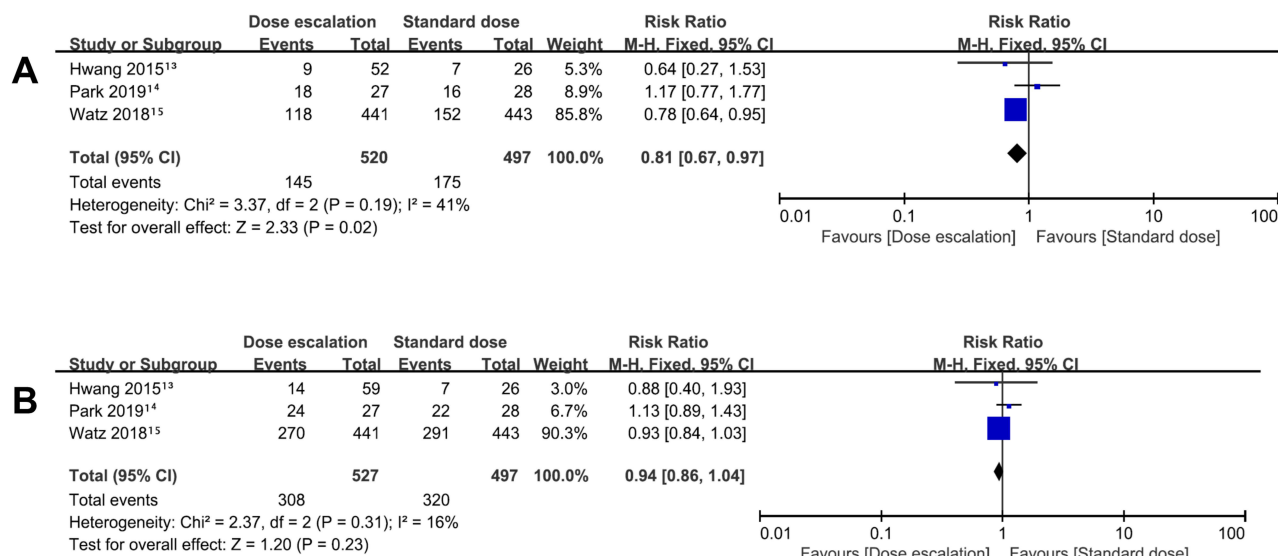 A
Dose escalation Standard dose Risk Ratio Risk Ratio
Study or Subgroup Events Total Events Total Weight M-H. Fixed. 95% CI M-H. Fixed. 95% CI
Hwang 2015¹³ 9 52 7 26 5.3% 0.64 [0.27, 1.53]
Park 2019¹⁴ 18 27 16 28 8.9% 1.17 [0.77, 1.77]
Watz 2018¹⁵ 118 441 152 443 85.8% 0.78 [0.64, 0.95]
Total (95% CI) 520 497 100.0% 0.81 [0.67, 0.97]
Total events 145 175
Heterogeneity: Chi² = 3.37, df = 2 (P = 0.19); I² = 41%
Test for overall effect: Z = 2.33 (P = 0.02)
0.01 0.1 1 10 100
Favours [Dose escalation] Favours [Standard dose]
B
Dose escalation Standard dose Risk Ratio Risk Ratio
Study or Subgroup Events Total Events Total Weight M-H. Fixed. 95% CI M-H. Fixed. 95% CI
Hwang 2015¹³ 14 59 7 26 3.0% 0.88 [0.40, 1.93]
Park 2019¹⁴ 24 27 22 28 6.7% 1.13 [0.89, 1.43]
Watz 2018¹⁵ 270 441 291 443 90.3% 0.93 [0.84, 1.03]
Total (95% CI) 527 497 100.0% 0.94 [0.86, 1.04]
Total events 308 320
Heterogeneity: Chi² = 2.37, df = 2 (P = 0.31); I² = 16%
Test for overall effect: Z = 1.20 (P = 0.23)
0.01 0.1 1 10 100
Favours [Dose escalation] Favours [Standard dose]